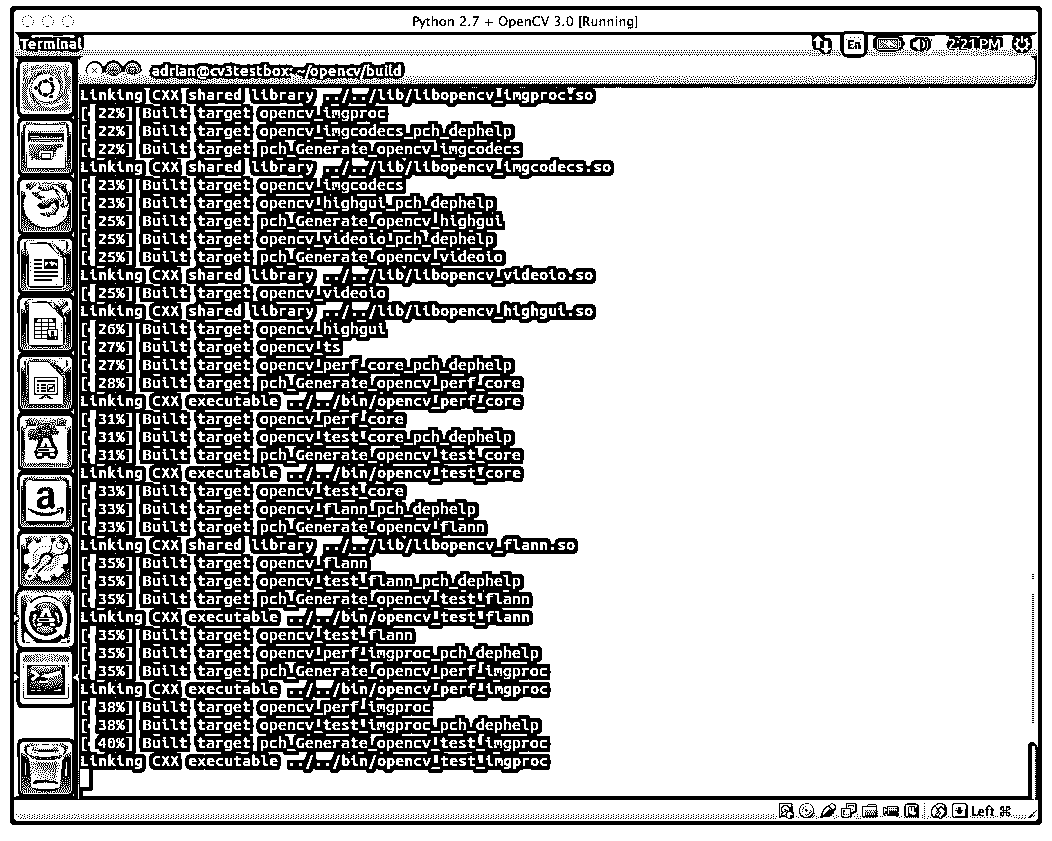 Python 2.7 + OpenCV 3.0 [Running]
Terminal En 2:21 PM
adrian@cv3testbox: ~/opencv/build
Linking CXX shared library ../../lib/libopencv_imgproc.so
[ 22%] Built target opencv_imgproc
[ 22%] Built target opencv_imgcodecs_pch_dephelp
[ 22%] Built target pch_Generate_opencv_imgcodecs
Linking CXX shared library ../../lib/libopencv_imgcodecs.so
[ 23%] Built target opencv_imgcodecs
[ 23%] Built target opencv_highgui_pch_dephelp
[ 25%] Built target pch_Generate_opencv_highgui
[ 25%] Built target opencv_videoio_pch_dephelp
[ 25%] Built target pch_Generate_opencv_videoio
Linking CXX shared library ../../lib/libopencv_videoio.so
[ 25%] Built target opencv_videoio
Linking CXX shared library ../../lib/libopencv_highgui.so
[ 26%] Built target opencv_highgui
[ 27%] Built target opencv_ts
[ 27%] Built target opencv_perf_core_pch_dephelp
[ 28%] Built target pch_Generate_opencv_perf_core
Linking CXX executable ../../bin/opencv_perf_core
[ 31%] Built target opencv_perf_core
[ 31%] Built target opencv_test_core_pch_dephelp
[ 31%] Built target pch_Generate_opencv_test_core
Linking CXX executable ../../bin/opencv_test_core
[ 33%] Built target opencv_test_core
[ 33%] Built target opencv_flann_pch_dephelp
[ 33%] Built target pch_Generate_opencv_flann
Linking CXX shared library ../../lib/libopencv_flann.so
[ 35%] Built target opencv_flann
[ 35%] Built target opencv_test_flann_pch_dephelp
[ 35%] Built target pch_Generate_opencv_test_flann
Linking CXX executable ../../bin/opencv_test_flann
[ 35%] Built target opencv_test_flann
[ 35%] Built target opencv_perf_imgproc_pch_dephelp
[ 35%] Built target pch_Generate_opencv_perf_imgproc
Linking CXX executable ../../bin/opencv_perf_imgproc
[ 38%] Built target opencv_perf_imgproc
[ 38%] Built target opencv_test_imgproc_pch_dephelp
[ 40%] Built target pch_Generate_opencv_test_imgproc
Linking CXX executable ../../bin/opencv_test_imgproc
Left ⌘